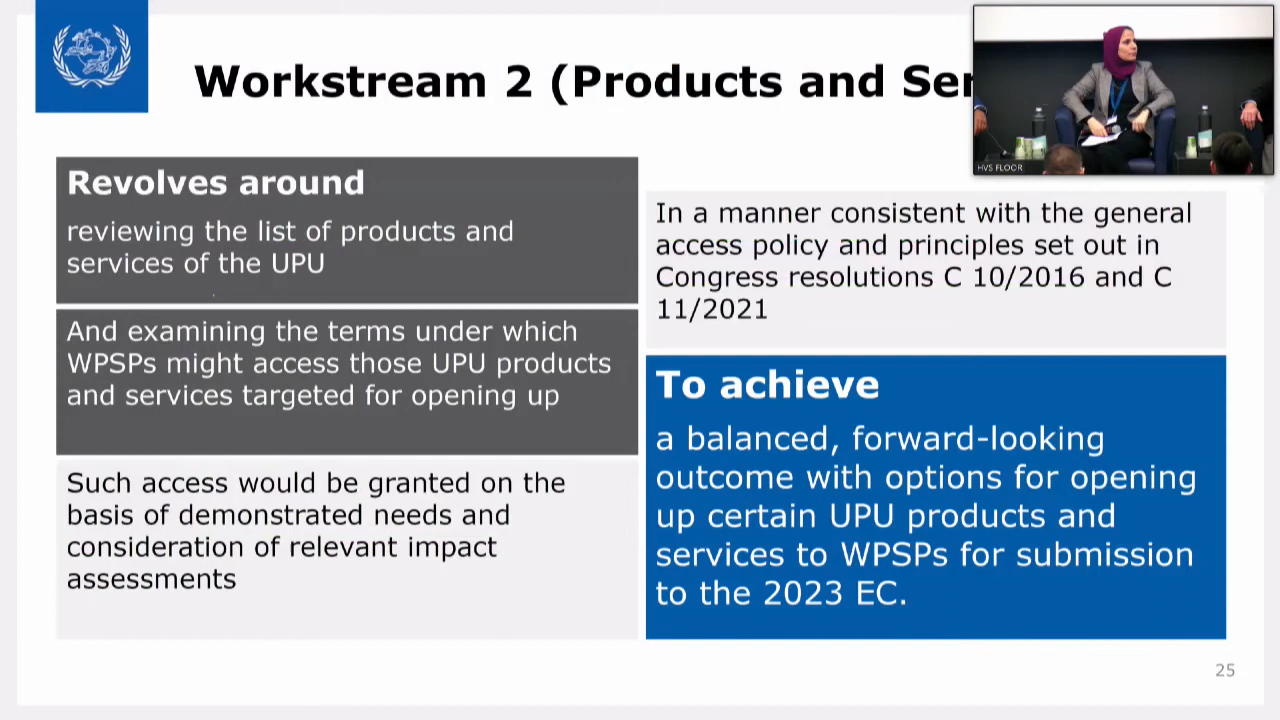 Workstream 2 (Products and Ser
HVS FLOOR
Revolves around
reviewing the list of products and
services of the UPU
And examining the terms under which
WPSPs might access those UPU products
and services targeted for opening up
Such access would be granted on the
basis of demonstrated needs and
consideration of relevant impact
assessments
In a manner consistent with the general
access policy and principles set out in
Congress resolutions C 10/2016 and C
11/2021
To achieve
a balanced, forward-looking
outcome with options for opening
up certain UPU products and
services to WPSPs for submission
to the 2023 EC.
25